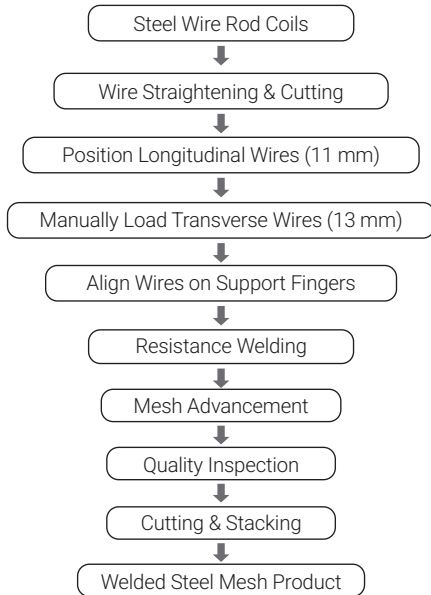 Steel Wire Rod Coils
Wire Straightening & Cutting
Position Longitudinal Wires (11 mm)
Manually Load Transverse Wires (13 mm)
Align Wires on Support Fingers
Resistance Welding
Mesh Advancement
Quality Inspection
Cutting & Stacking
Welded Steel Mesh Product